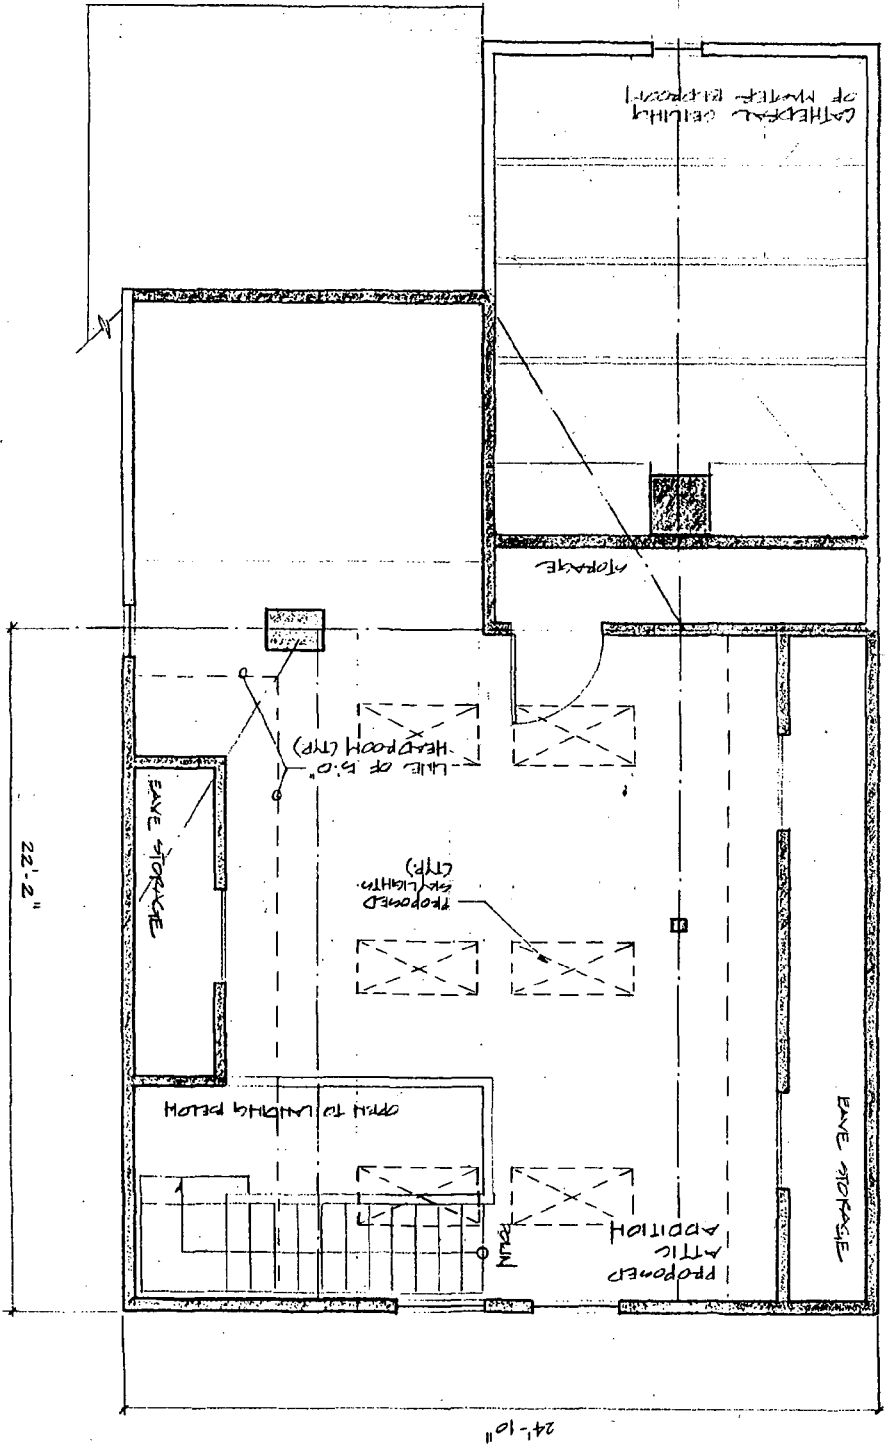 24'-10"
PROPOSED
ATTIC
ADDITION
DOWN
EAVE STORAGE
OPEN TO LANDING BELOW
PROPOSED
SKYLIGHTS
(TYP.)
EAVE STORAGE
22'-2"
LINE OF 5'.0"
HEADROOM (TYP.)
STORAGE
CATHEDRAL CEILING
OF MASTER BEDROOM